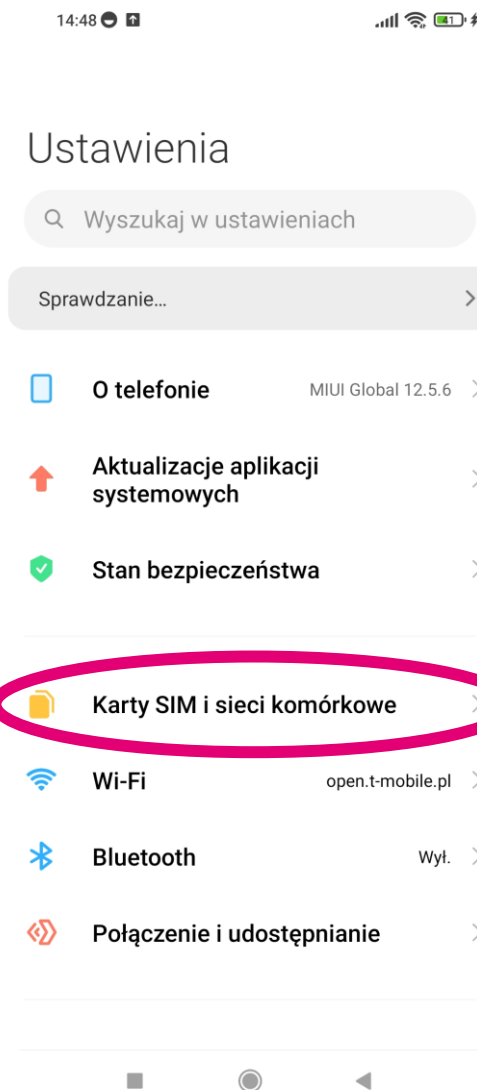 14:48
41
Ustawienia
Wyszukaj w ustawieniach
Sprawdzanie...
O telefonie MIUI Global 12.5.6
Aktualizacje aplikacji
systemowych
Stan bezpieczeństwa
Karty SIM i sieci komórkowe
Wi-Fi open.t-mobile.pl
Bluetooth Wył.
Połączenie i udostępnianie